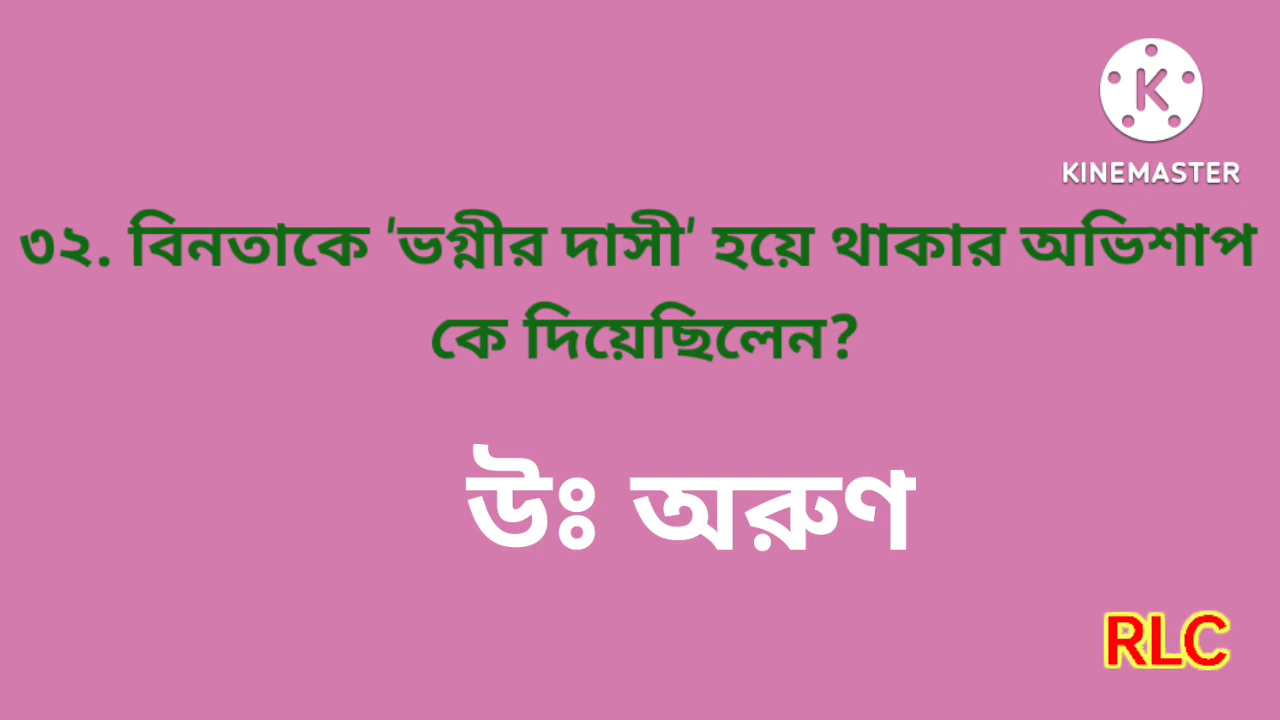 KINEMASTER
৩২. বিনতাকে 'ভগ্নীর দাসী' হয়ে থাকার অভিশাপ
কে দিয়েছিলেন?
উঃ অরুণ
RLC